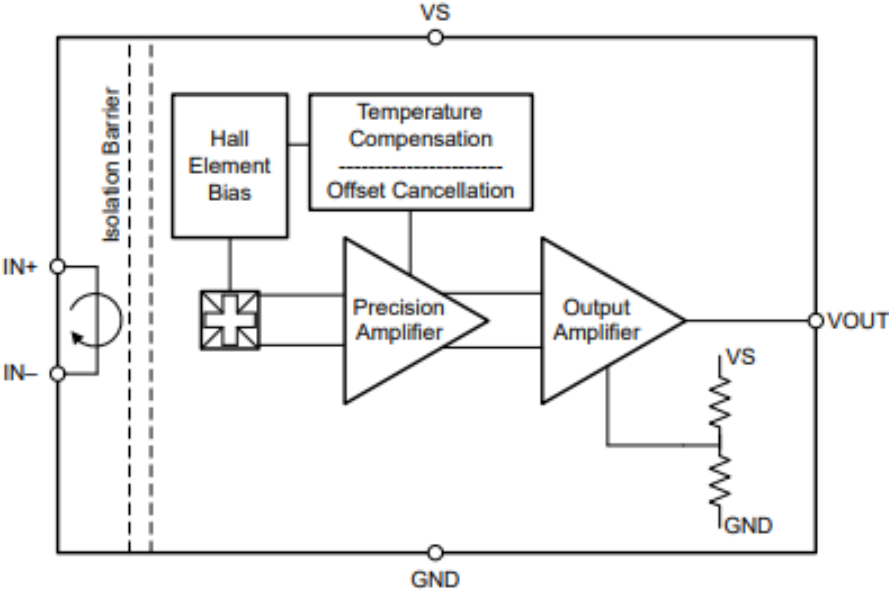 VS
Isolation Barrier
Hall
Element
Bias
Temperature
Compensation
Offset Cancellation
IN+
IN–
Precision
Amplifier
Output
Amplifier
VOUT
VS
GND
GND